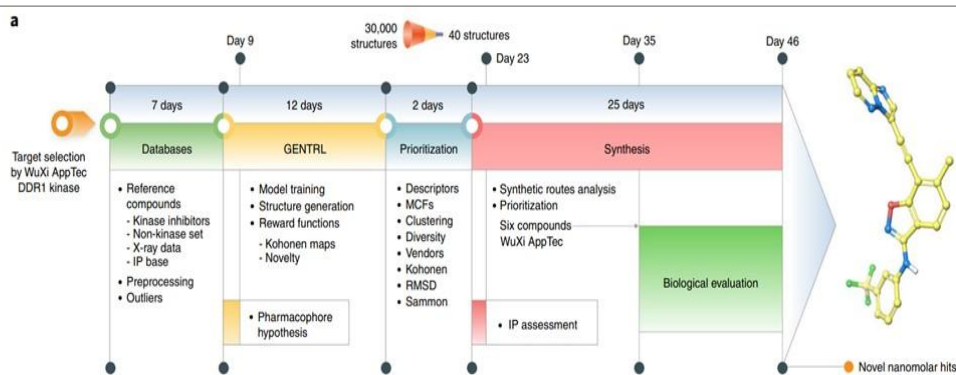 a
30,000
structures
40 structures
Day 9
Day 23
Day 35
Day 46
7 days
12 days
2 days
25 days
Target selection
by WuXi AppTec
DDR1 kinase
Databases
GENTRL
Prioritization
Synthesis
• Reference
compounds
- Kinase inhibitors
- Non-kinase set
- X-ray data
- IP base
• Preprocessing
• Outliers
• Model training
• Structure generation
• Reward functions
- Kohonen maps
- Novelty
• Pharmacophore
hypothesis
• Descriptors
• MCFs
• Clustering
• Diversity
• Vendors
• Kohonen
• RMSD
• Sammon
• Synthetic routes analysis
• Prioritization
Six compounds
WuXi AppTec
• IP assessment
Biological evaluation
Novel nanomolar hits